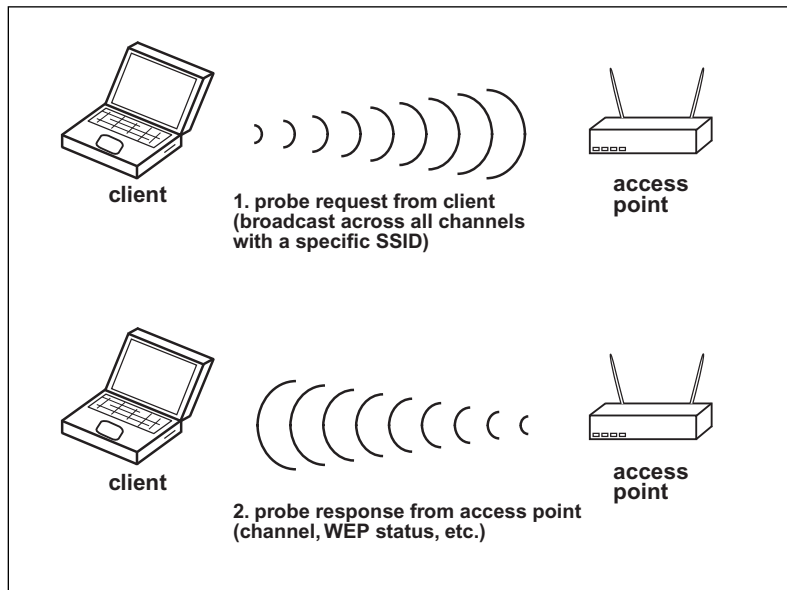 client
access
point
1. probe request from client
(broadcast across all channels
with a specific SSID)
client
access
point
2. probe response from access point
(channel, WEP status, etc.)